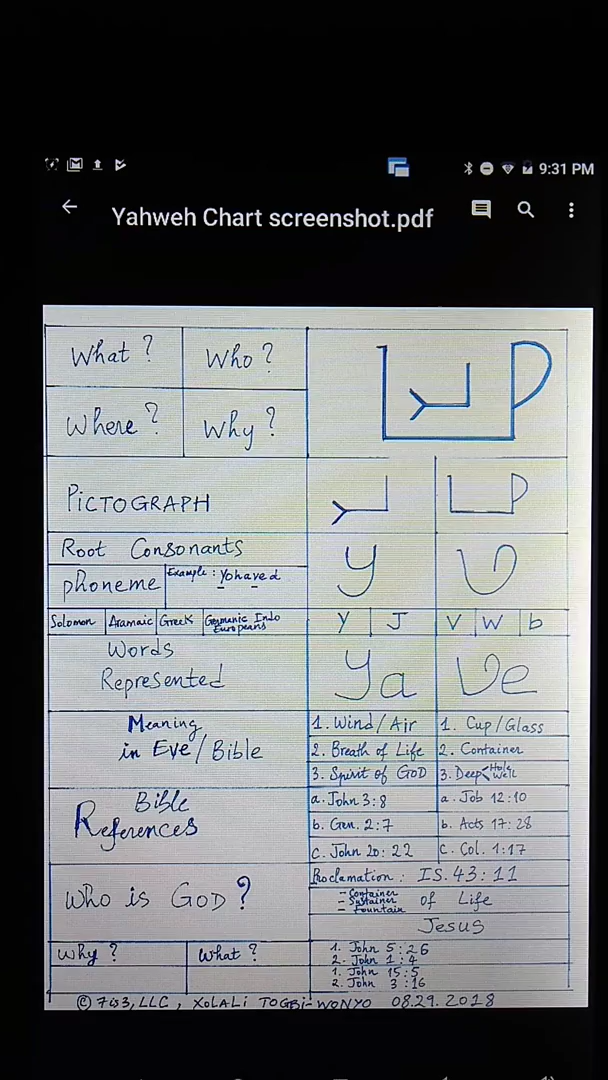 9:31 PM
Yahweh Chart screenshot.pdf
What ? Who ?
Where ? Why ?
PiCTOGRAPH
Root Consonants Y V
phoneme Example : Yohaved
Solomon Aramaic Greek Germanic Indo Europeans Y J V W b
Words Represented Ya Ve
Meaning in Eve/Bible
1. Wind/Air 1. Cup/Glass
2. Breath of Life 2. Container
3. Spirit of GoD 3. Deep Hole Well
Bible References
a. John 3:8 a. Job 12:10
b. Gen. 2:7 b. Acts 17:28
c. John 20:22 C. Col. 1:17
Who is GoD ?
Proclamation : IS. 43:11
- Container
- Sustainer of Life
- Fountain
Jesus
Why ? What ?
1. John 5:26
2. John 1:4
1. John 15:5
2. John 3:16
© 7is3, LLC , XoLALi TOGBi-WoNYO 08.29.2018